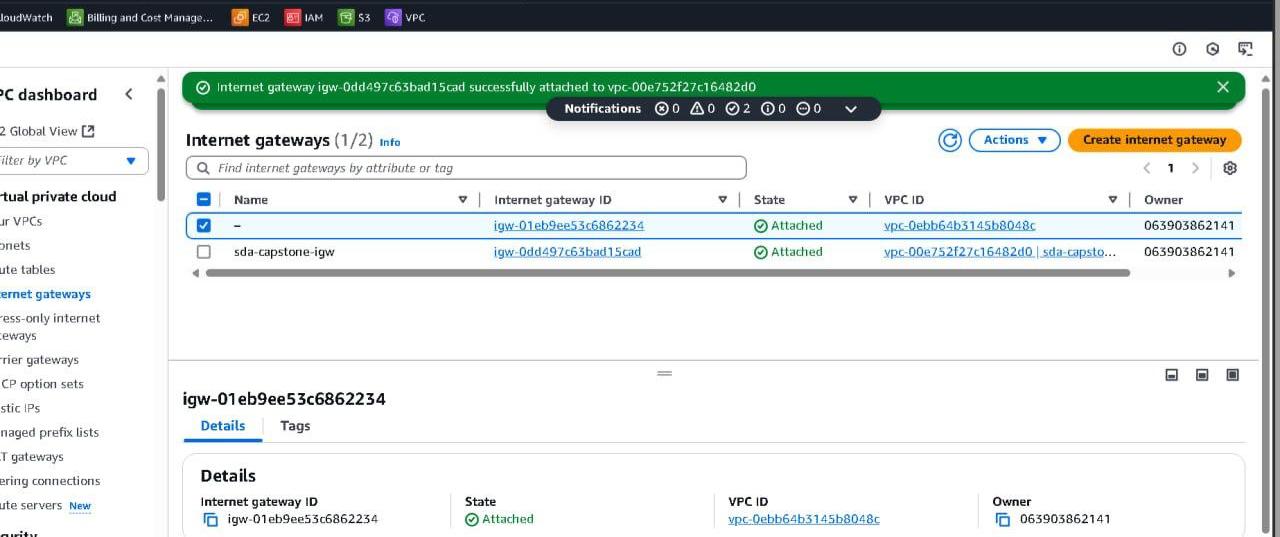 loudWatch Billing and Cost Manage... EC2 IAM S3 VPC
Internet gateway igw-0dd497c63bad15cad successfully attached to vpc-00e752f27c16482d0
Notifications 0 0 2 0 0
PC dashboard
2 Global View
ilter by VPC
rtual private cloud
ur VPCs
bnets
ute tables
ternet gateways
ress-only internet
teways
rrier gateways
CP option sets
stic IPs
naged prefix lists
T gateways
ering connections
ute servers New
curity
Internet gateways (1/2) Info
Actions
Create internet gateway
Find internet gateways by attribute or tag
1
Name Internet gateway ID State VPC ID Owner
– igw-01eb9ee53c6862234 Attached vpc-0ebb64b3145b8048c 063903862141
sda-capstone-igw igw-0dd497c63bad15cad Attached vpc-00e752f27c16482d0 | sda-capsto... 063903862141
igw-01eb9ee53c6862234
Details Tags
Details
Internet gateway ID State VPC ID Owner
igw-01eb9ee53c6862234 Attached vpc-0ebb64b3145b8048c 063903862141